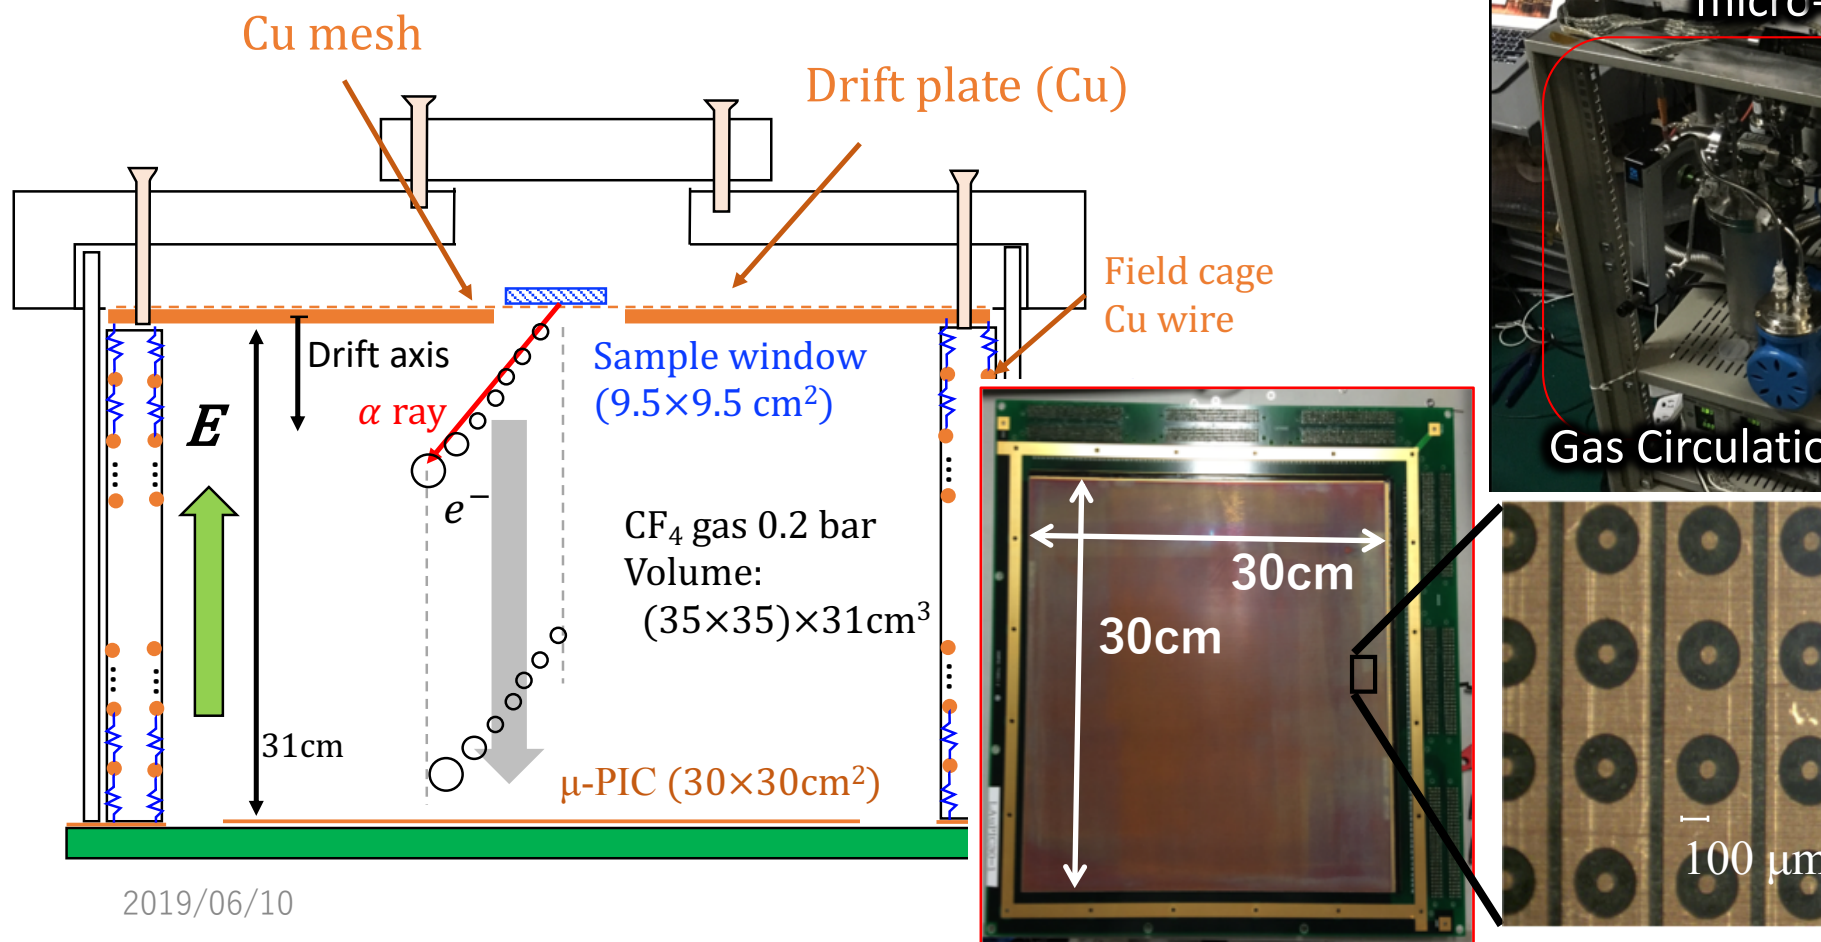 Cu mesh
Drift plate (Cu)
Field cage
Cu wire
Drift axis
α ray
Sample window
(9.5×9.5 cm²)
E
e⁻
CF₄ gas 0.2 bar
Volume:
(35×35)×31cm³
31cm
μ-PIC (30×30cm²)
2019/06/10
micro-
Gas Circulatio
30cm
30cm
100 μm